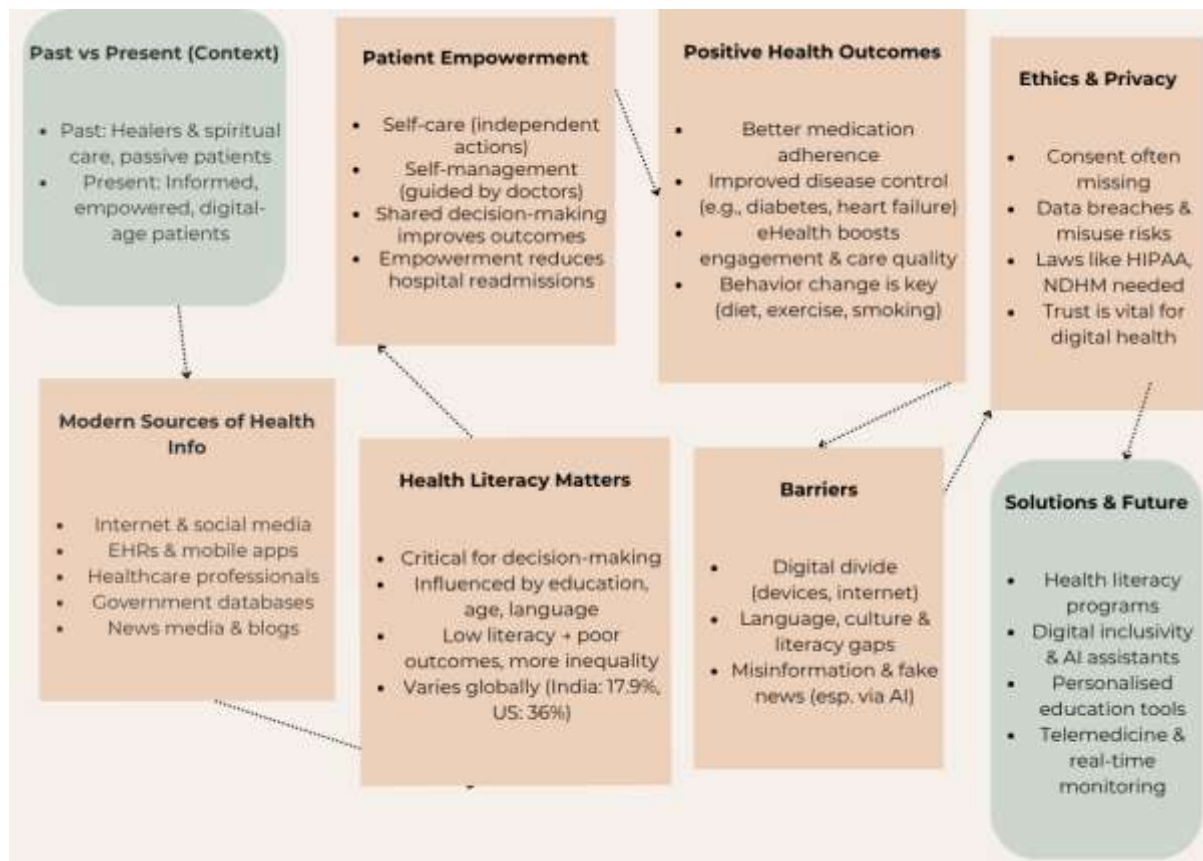 Past vs Present (Context)
• Past: Healers & spiritual
care, passive patients
• Present: Informed,
empowered, digital-
age patients
Modern Sources of Health
Info
• Internet & social media
• EHRs & mobile apps
• Healthcare professionals
• Government databases
• News media & blogs
Health Literacy Matters
• Critical for decision-making
• Influenced by education,
age, language
• Low literacy → poor
outcomes, more inequality
• Varies globally (India: 17.9%,
US: 36%)
Patient Empowerment
• Self-care (independent
actions)
• Self-management
(guided by doctors)
• Shared decision-making
improves outcomes
• Empowerment reduces
hospital readmissions
Positive Health Outcomes
• Better medication
adherence
• Improved disease control
(e.g., diabetes, heart failure)
• eHealth boosts
engagement & care quality
• Behavior change is key
(diet, exercise, smoking)
Barriers
• Digital divide
(devices, internet)
• Language, culture &
literacy gaps
• Misinformation & fake
news (esp. via AI)
Ethics & Privacy
• Consent often
missing
• Data breaches &
misuse risks
• Laws like HIPAA,
NDHM needed
• Trust is vital for
digital health
Solutions & Future
• Health literacy
programs
• Digital inclusivity
& AI assistants
• Personalised
education tools
• Telemedicine &
real-time
monitoring